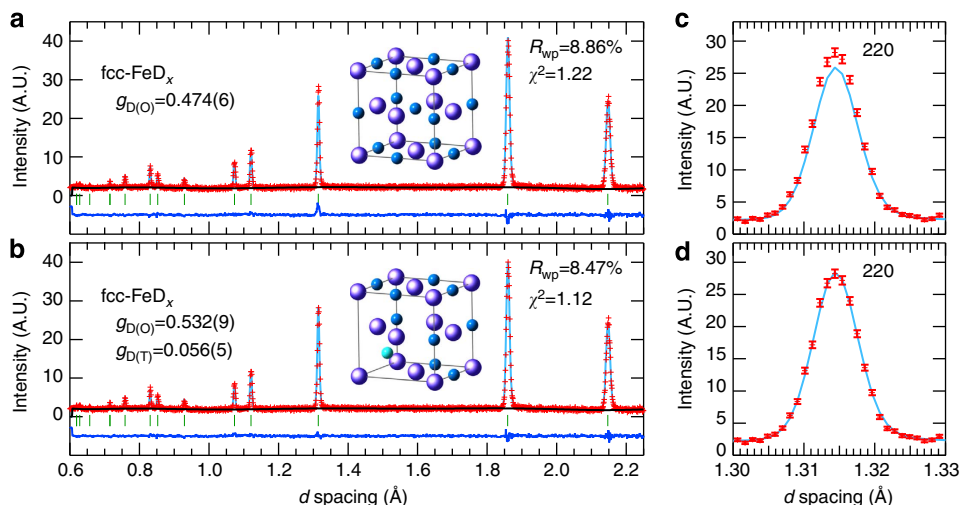 a
Intensity (A.U.)
40
30
20
10
0
fcc-FeDx
gD(O)=0.474(6)
Rwp=8.86%
χ2=1.22
b
Intensity (A.U.)
40
30
20
10
0
fcc-FeDx
gD(O)=0.532(9)
gD(T)=0.056(5)
Rwp=8.47%
χ2=1.12
0.6 0.8 1.0 1.2 1.4 1.6 1.8 2.0 2.2
d spacing (Å)
c
Intensity (A.U.)
30
25
20
15
10
5
0
220
d
Intensity (A.U.)
30
25
20
15
10
5
0
220
1.30 1.31 1.32 1.33
d spacing (Å)